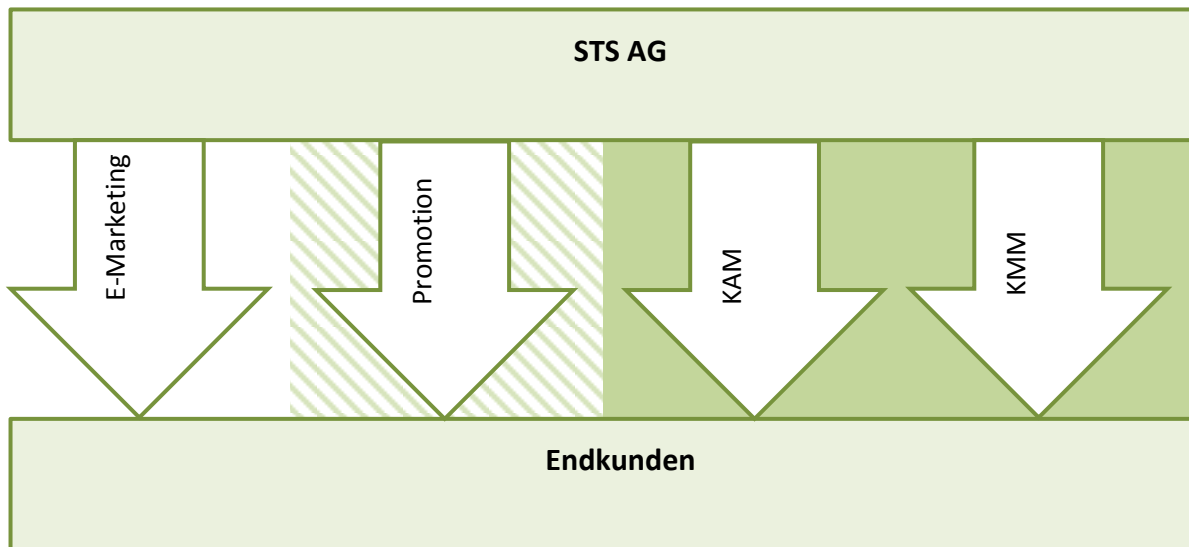 STS AG
E-Marketing
Promotion
KAM
KMM
Endkunden